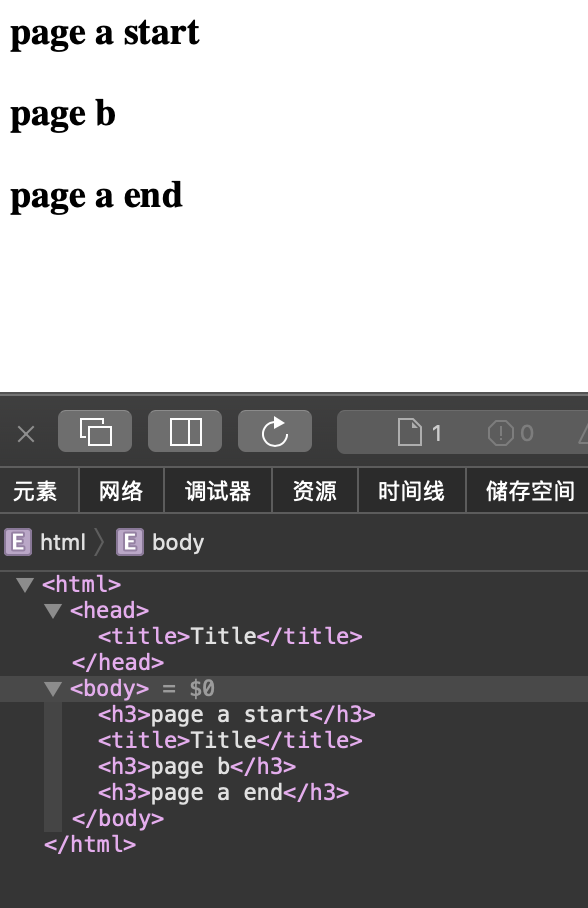 page a start
page b
page a end
1 0
元素 网络 调试器 资源 时间线 储存空间
E html E body
<html>
<head>
<title>Title</title>
</head>
<body> = $0
<h3>page a start</h3>
<title>Title</title>
<h3>page b</h3>
<h3>page a end</h3>
</body>
</html>